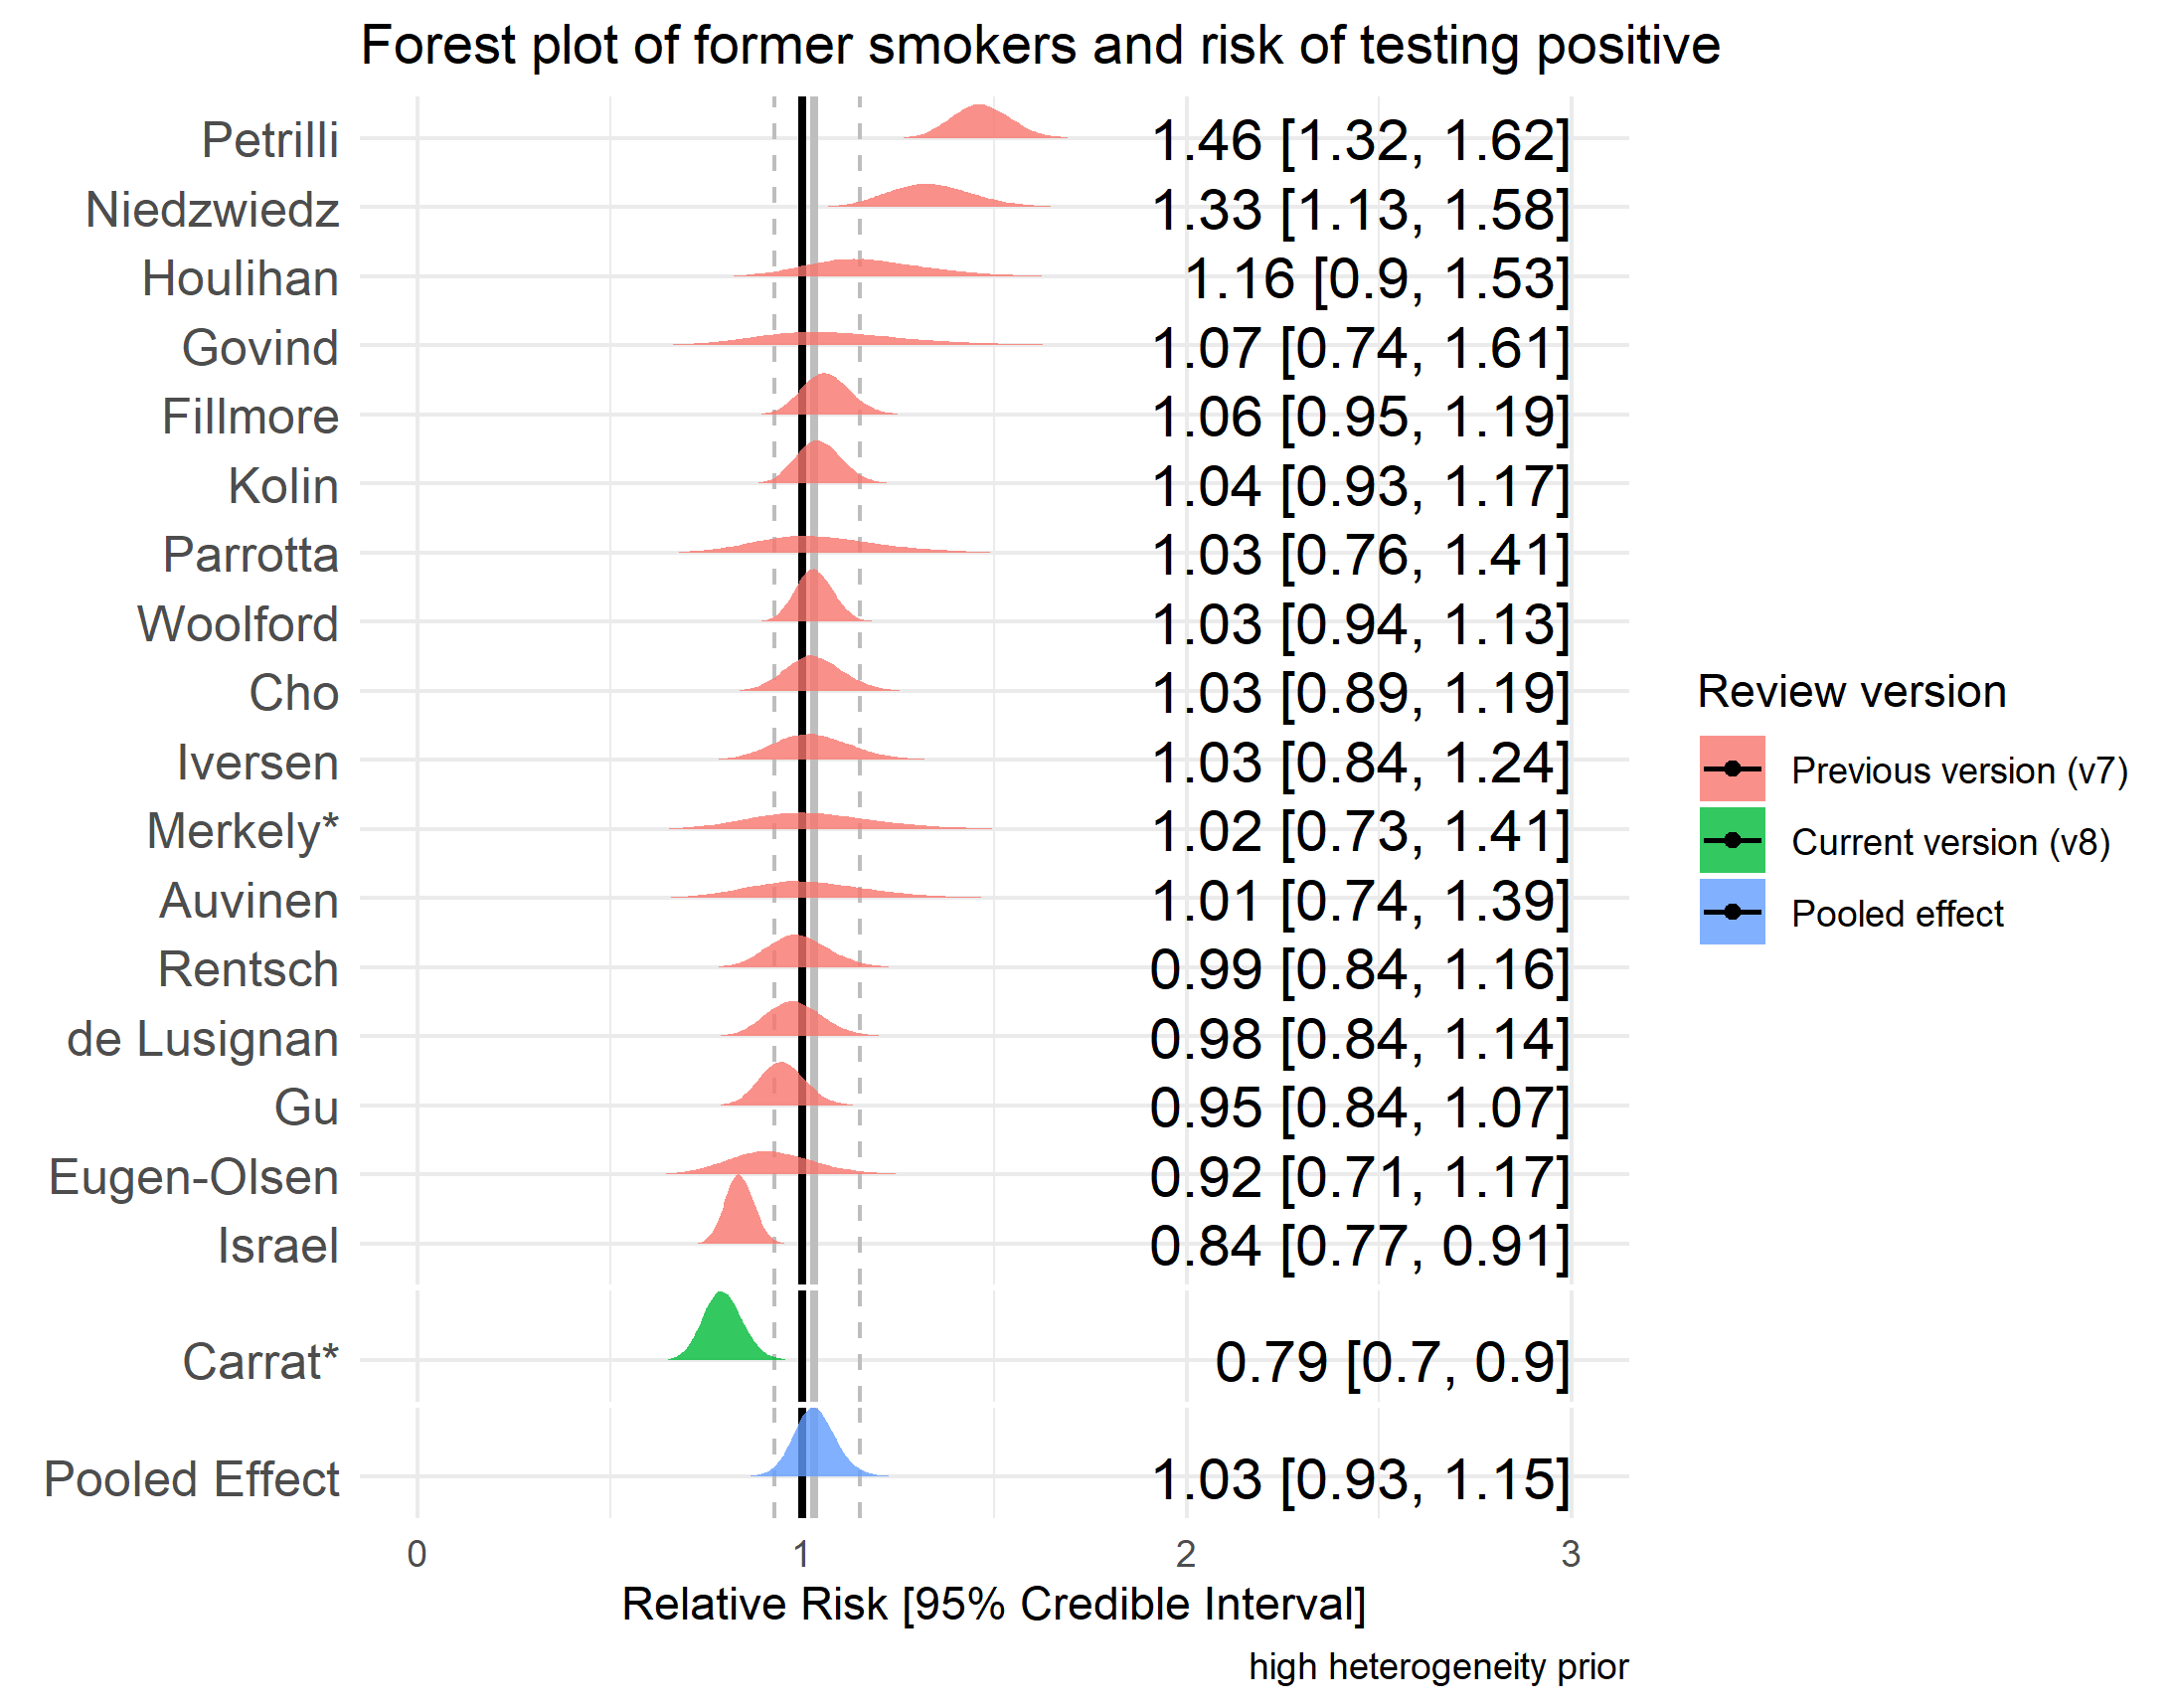 Forest plot of former smokers and risk of testing positive
Petrilli 1.46 [1.32, 1.62]
Niedzwiedz 1.33 [1.13, 1.58]
Houlihan 1.16 [0.9, 1.53]
Govind 1.07 [0.74, 1.61]
Fillmore 1.06 [0.95, 1.19]
Kolin 1.04 [0.93, 1.17]
Parrotta 1.03 [0.76, 1.41]
Woolford 1.03 [0.94, 1.13]
Cho 1.03 [0.89, 1.19]
Iversen 1.03 [0.84, 1.24]
Merkely* 1.02 [0.73, 1.41]
Auvinen 1.01 [0.74, 1.39]
Rentsch 0.99 [0.84, 1.16]
de Lusignan 0.98 [0.84, 1.14]
Gu 0.95 [0.84, 1.07]
Eugen-Olsen 0.92 [0.71, 1.17]
Israel 0.84 [0.77, 0.91]
Carrat* 0.79 [0.7, 0.9]
Pooled Effect 1.03 [0.93, 1.15]
0 1 2 3
Relative Risk [95% Credible Interval]
high heterogeneity prior
Review version
Previous version (v7)
Current version (v8)
Pooled effect